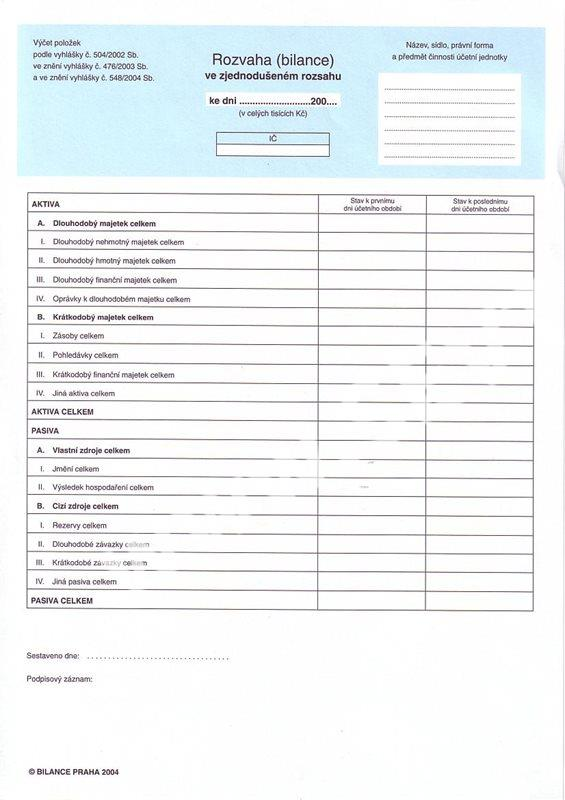 Výčet položek
podle vyhlášky č. 504/2002 Sb.
ve znění vyhlášky č. 476/2003 Sb.
a ve znění vyhlášky č. 548/2004 Sb.
Rozvaha (bilance)
ve zjednodušeném rozsahu
ke dni ...........................200....
(v celých tisících Kč)
IČ
Název, sídlo, právní forma
a předmět činnosti účetní jednotky
AKTIVA
Stav k prvnímu
dni účetního období
Stav k poslednímu
dni účetního období
A. Dlouhodobý majetek celkem
I. Dlouhodobý nehmotný majetek celkem
II. Dlouhodobý hmotný majetek celkem
III. Dlouhodobý finanční majetek celkem
IV. Oprávky k dlouhodobém majetku celkem
B. Krátkodobý majetek celkem
I. Zásoby celkem
II. Pohledávky celkem
III. Krátkodobý finanční majetek celkem
IV. Jiná aktiva celkem
AKTIVA CELKEM
PASIVA
A. Vlastní zdroje celkem
I. Jmění celkem
II. Výsledek hospodaření celkem
B. Cizí zdroje celkem
I. Rezervy celkem
II. Dlouhodobé závazky celkem
III. Krátkodobé závazky celkem
IV. Jiná pasiva celkem
PASIVA CELKEM
Sestaveno dne: ..................................
Podpisový záznam:
© BILANCE PRAHA 2004